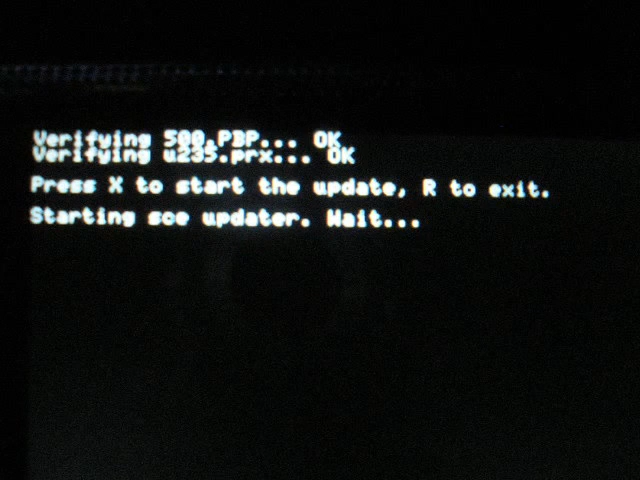 Verifying 500.PBP... OK
Verifying u235.prx... OK
Press X to start the update, R to exit.
Starting sce updater. Wait...